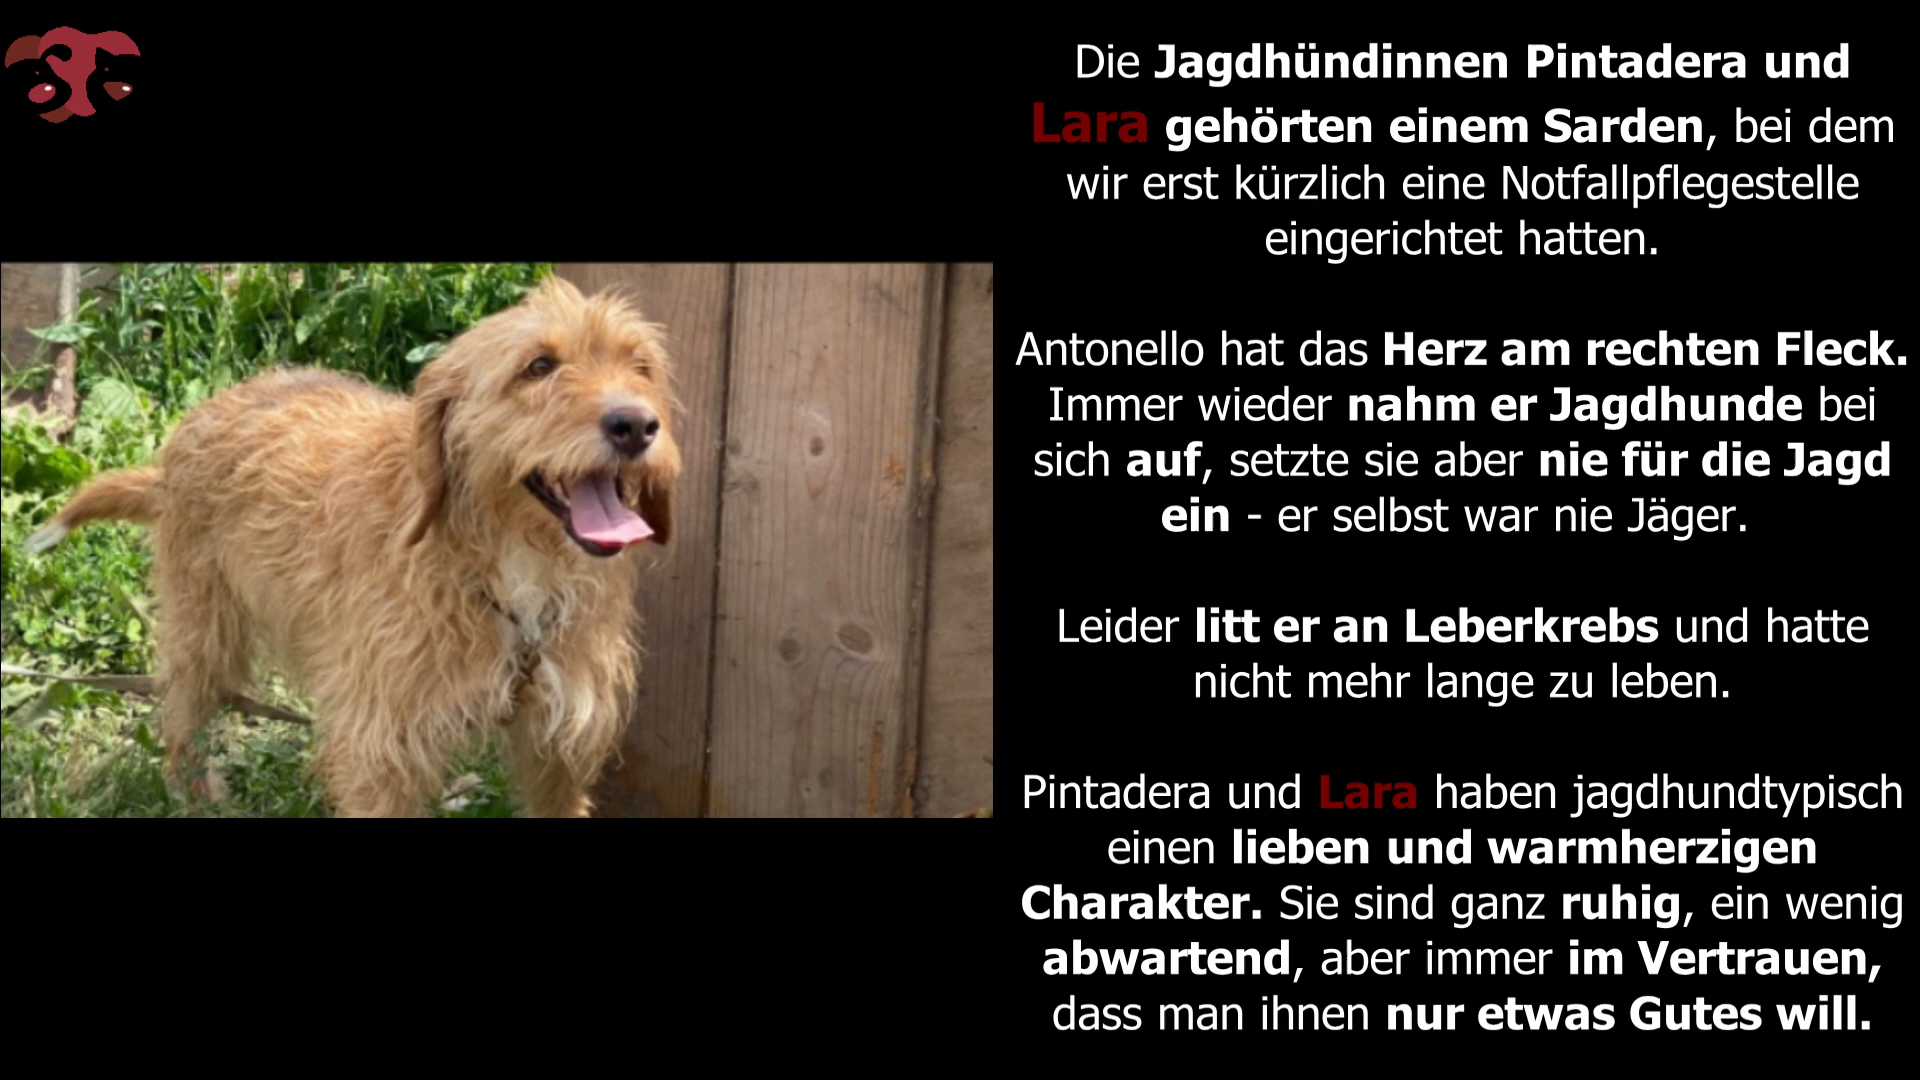 Die Jagdhündinnen Pintadera und
Lara gehörten einem Sarden, bei dem
wir erst kürzlich eine Notfallpflegestelle
eingerichtet hatten.
Antonello hat das Herz am rechten Fleck.
Immer wieder nahm er Jagdhunde bei
sich auf, setzte sie aber nie für die Jagd
ein - er selbst war nie Jäger.
Leider litt er an Leberkrebs und hatte
nicht mehr lange zu leben.
Pintadera und Lara haben jagdhundtypisch
einen lieben und warmherzigen
Charakter. Sie sind ganz ruhig, ein wenig
abwartend, aber immer im Vertrauen,
dass man ihnen nur etwas Gutes will.